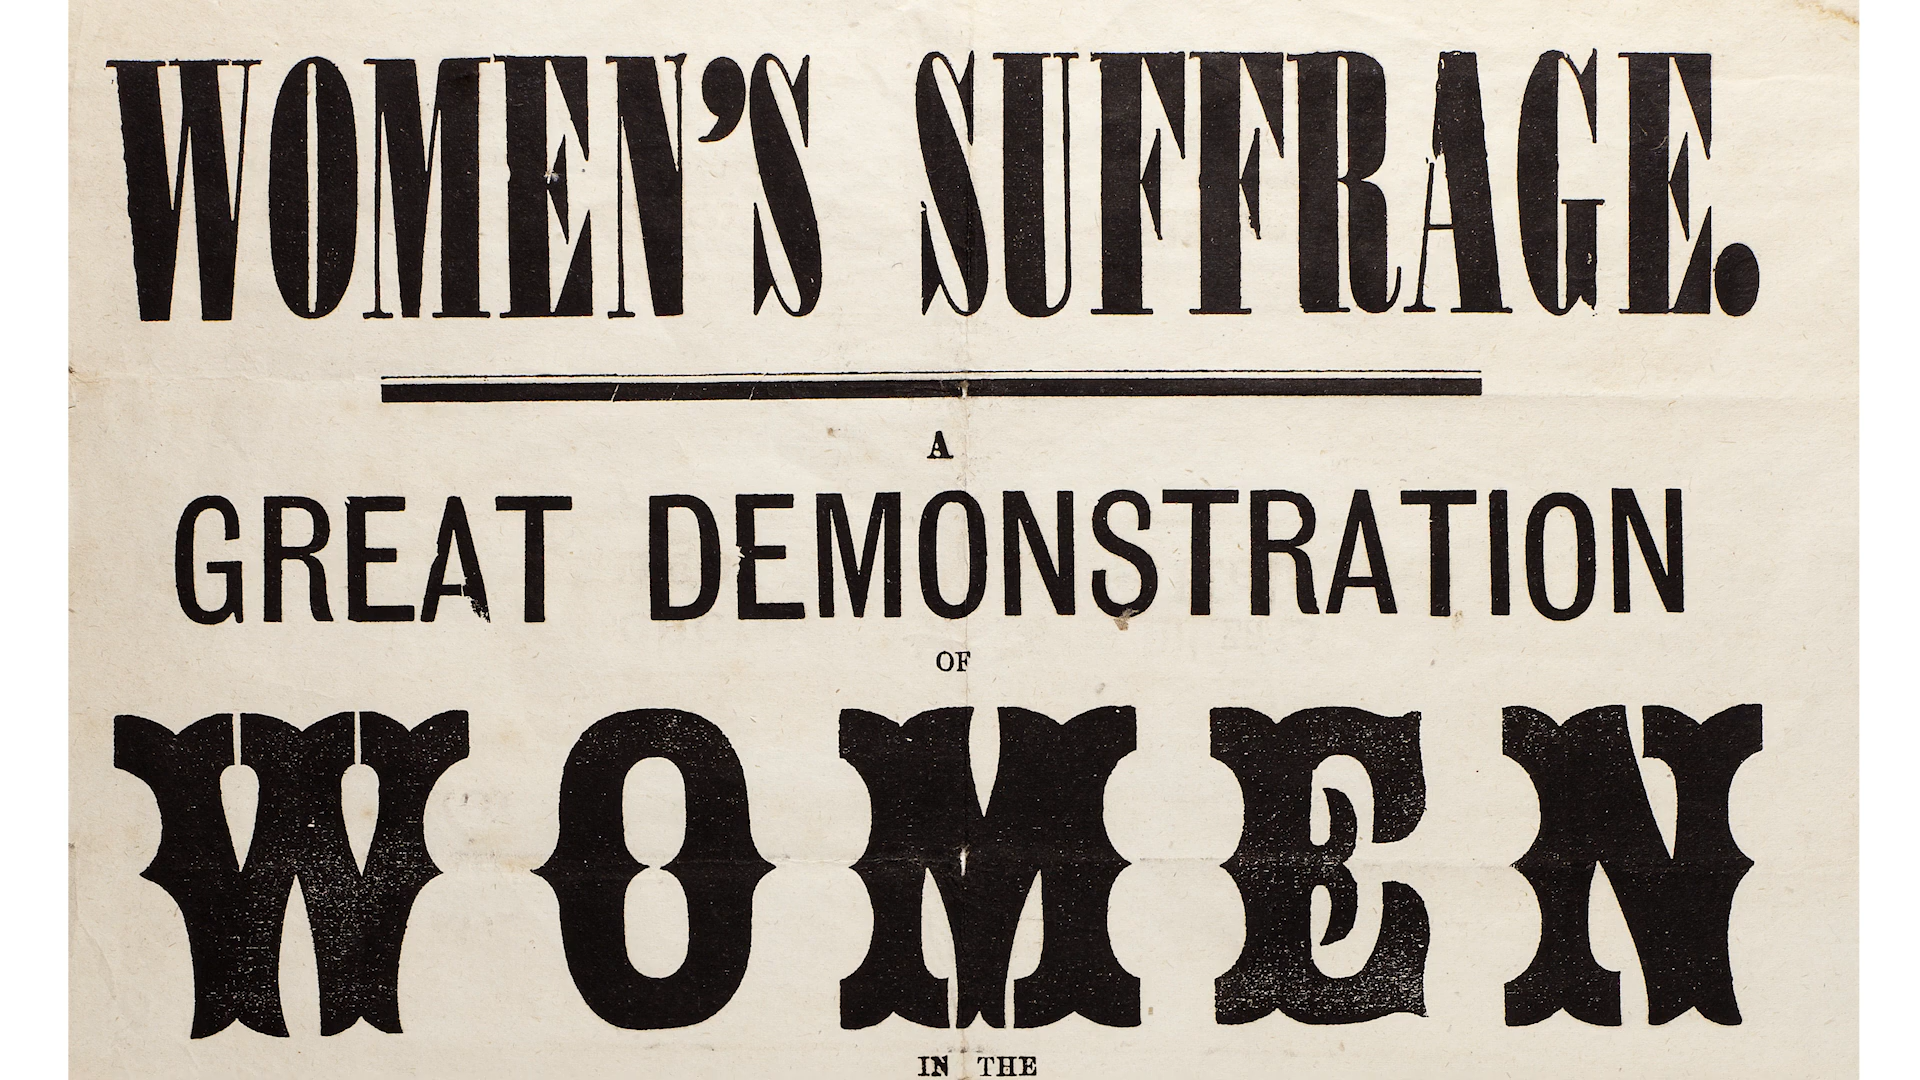 WOMEN'S SUFFRAGE.
A
GREAT DEMONSTRATION
OF
WOMEN
IN THE